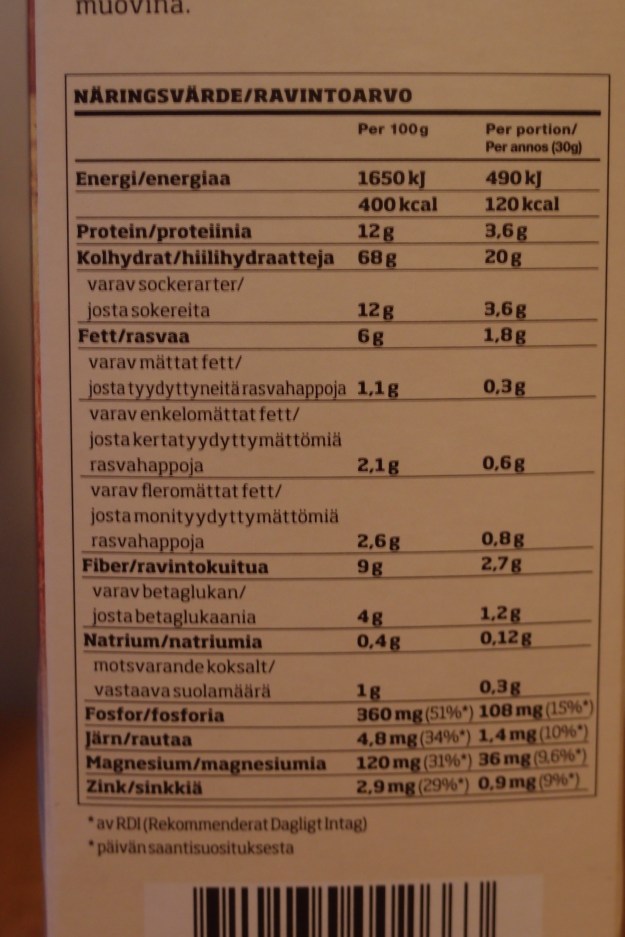 muovina.
NÄRINGSVÄRDE/RAVINTOARVO
Per 100g Per portion/
Per annos (30g)
Energi/energiaa 1650 kJ 490 kJ
400 kcal 120 kcal
Protein/proteiinia 12 g 3,6 g
Kolhydrat/hiilihydraatteja 68 g 20 g
varav sockerarter/
josta sokereita 12 g 3,6 g
Fett/rasvaa 6 g 1,8 g
varav mättat fett/
josta tyydyttyneitä rasvahappoja 1,1 g 0,3 g
varav enkelomättat fett/
josta kertatyydyttymättömiä
rasvahappoja 2,1 g 0,6 g
varav fleromättat fett/
josta monityydyttymättömiä
rasvahappoja 2,6 g 0,8 g
Fiber/ravintokuitua 9 g 2,7 g
varav betaglukan/
josta betaglukaania 4 g 1,2 g
Natrium/natriumia 0,4 g 0,12 g
motsvarande koksalt/
vastaava suolamäärä 1 g 0,3 g
Fosfor/fosforia 360 mg (51%*) 108 mg (15%*)
Järn/rautaa 4,8 mg (34%*) 1,4 mg (10%*)
Magnesium/magnesiumia 120 mg (31%*) 36 mg (9,6%*)
Zink/sinkkiä 2,9 mg (29%*) 0,9 mg (9%*)
*av RDI (Rekommenderat Dagligt Intag)
*päivän saantisuosituksesta